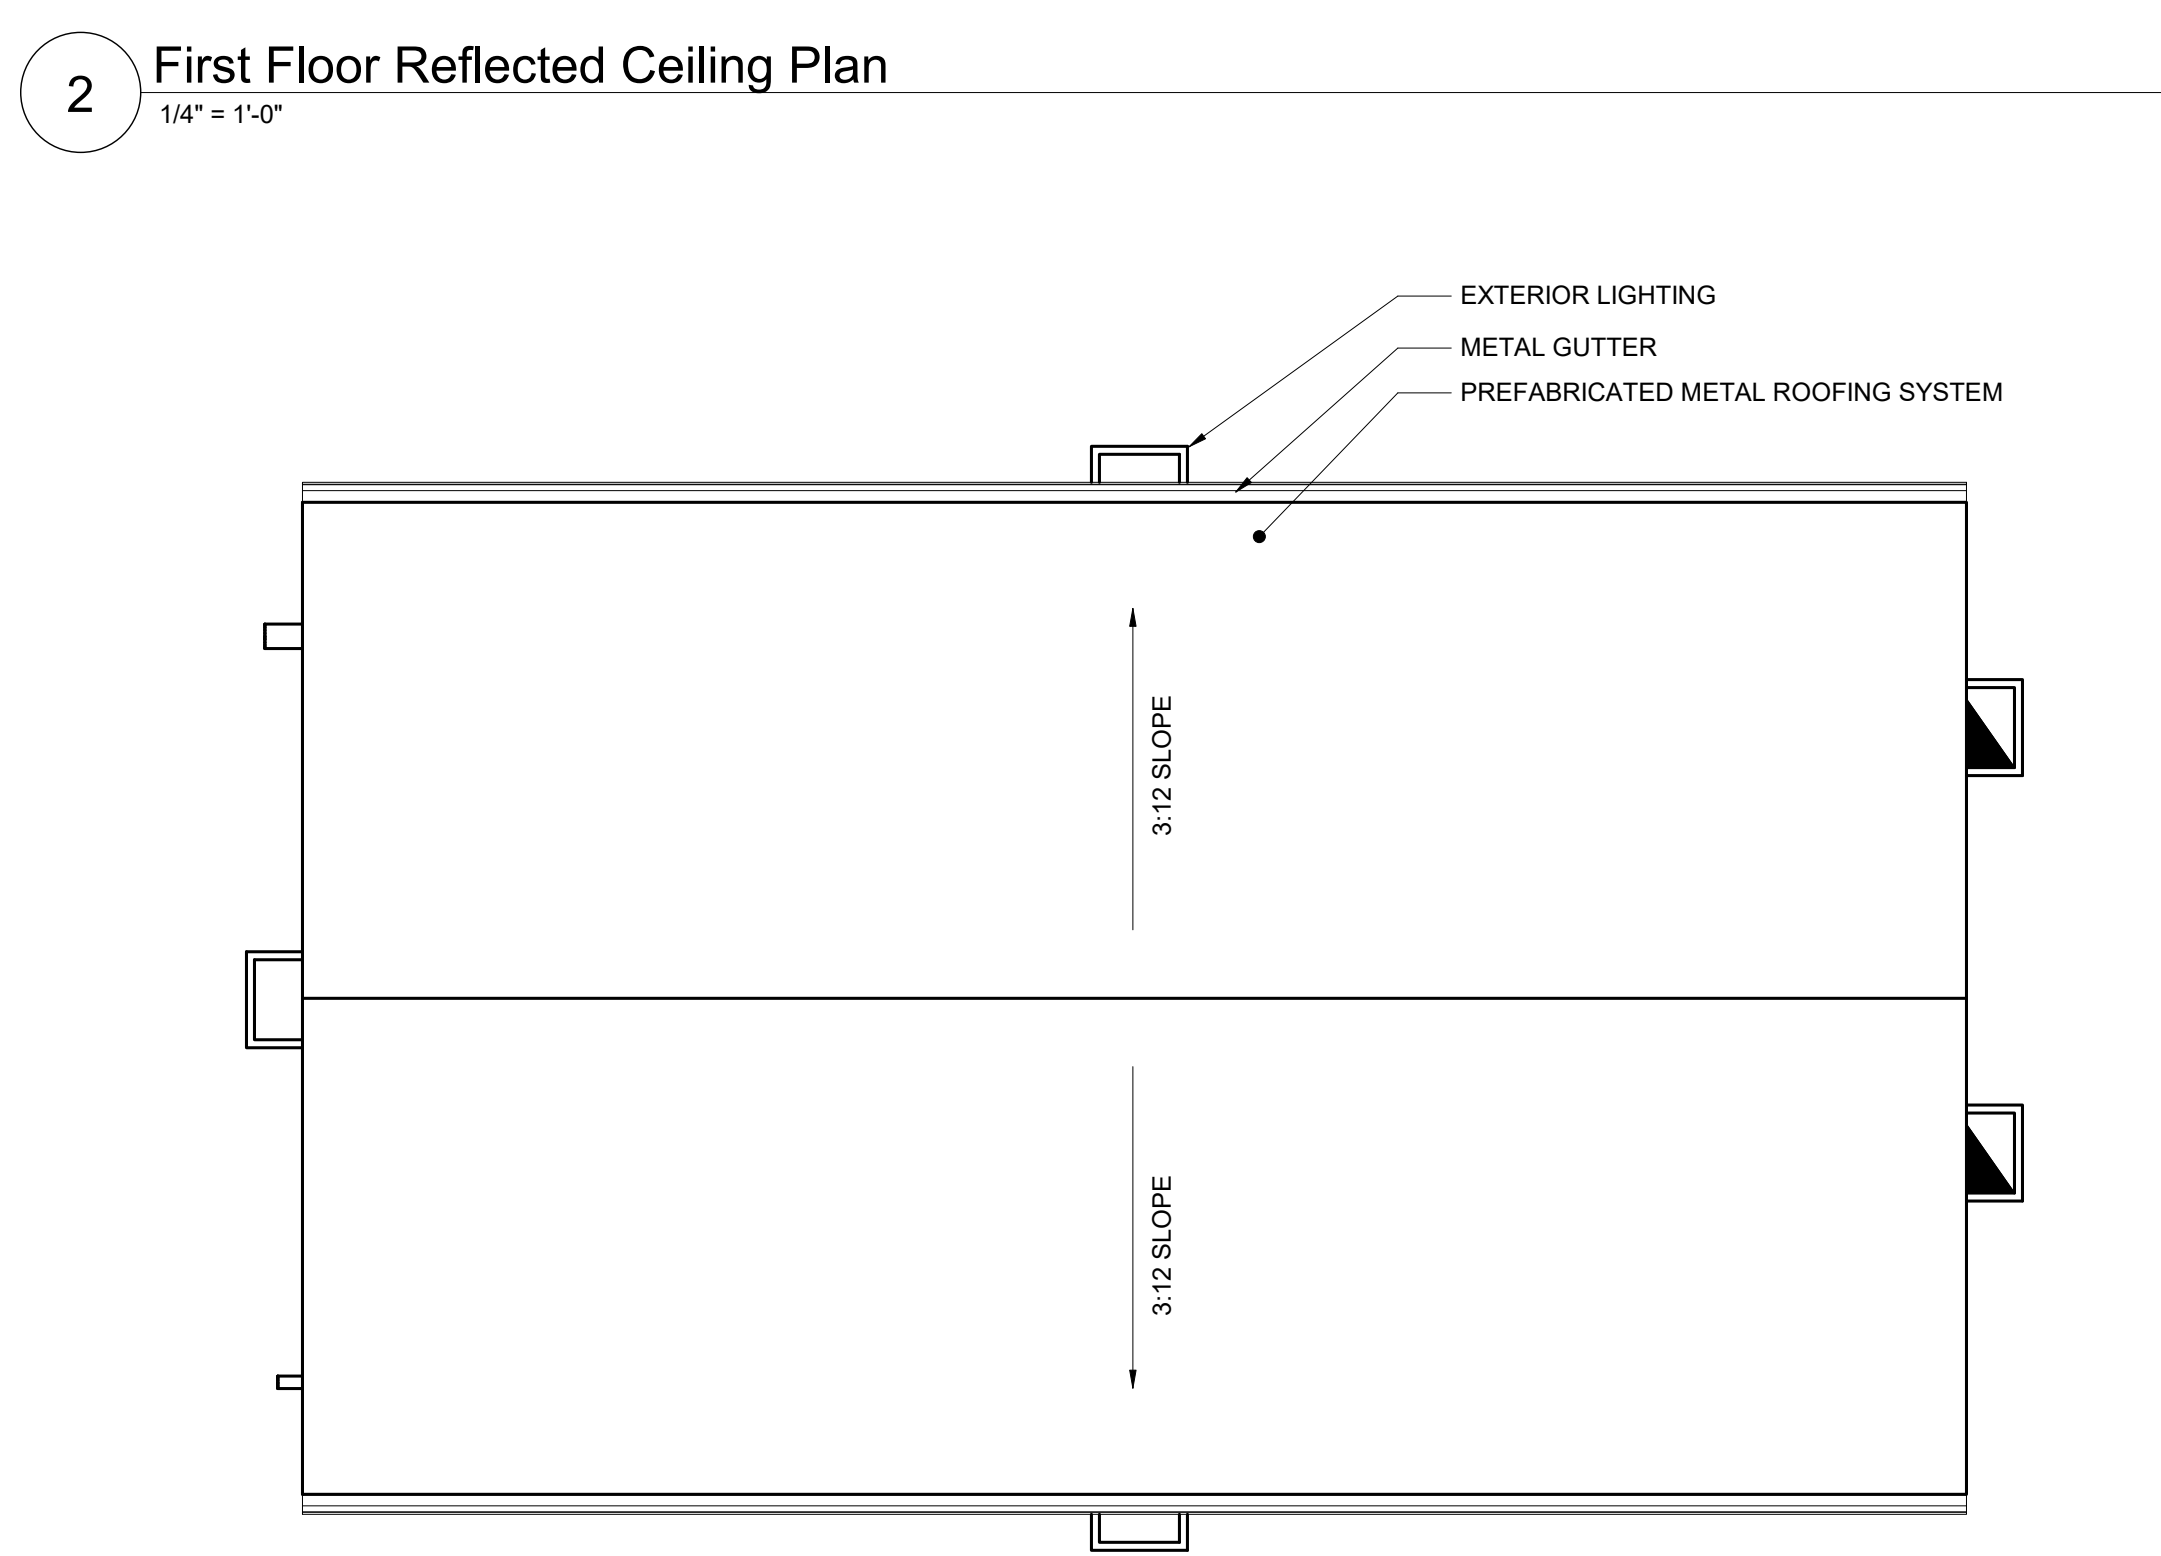 2
First Floor Reflected Ceiling Plan
1/4" = 1'-0"
EXTERIOR LIGHTING
METAL GUTTER
PREFABRICATED METAL ROOFING SYSTEM
3:12 SLOPE
3:12 SLOPE